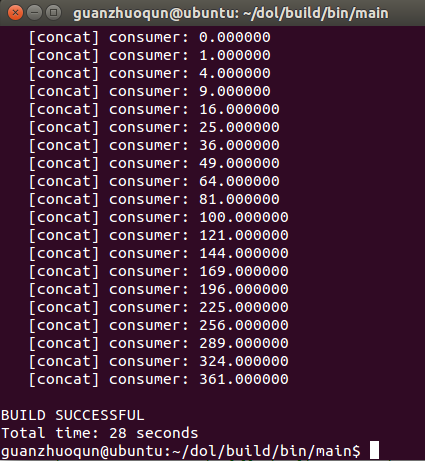 guanzhuoqun@ubuntu: ~/dol/build/bin/main
[concat] consumer: 0.000000
[concat] consumer: 1.000000
[concat] consumer: 4.000000
[concat] consumer: 9.000000
[concat] consumer: 16.000000
[concat] consumer: 25.000000
[concat] consumer: 36.000000
[concat] consumer: 49.000000
[concat] consumer: 64.000000
[concat] consumer: 81.000000
[concat] consumer: 100.000000
[concat] consumer: 121.000000
[concat] consumer: 144.000000
[concat] consumer: 169.000000
[concat] consumer: 196.000000
[concat] consumer: 225.000000
[concat] consumer: 256.000000
[concat] consumer: 289.000000
[concat] consumer: 324.000000
[concat] consumer: 361.000000
BUILD SUCCESSFUL
Total time: 28 seconds
guanzhuoqun@ubuntu:~/dol/build/bin/main$